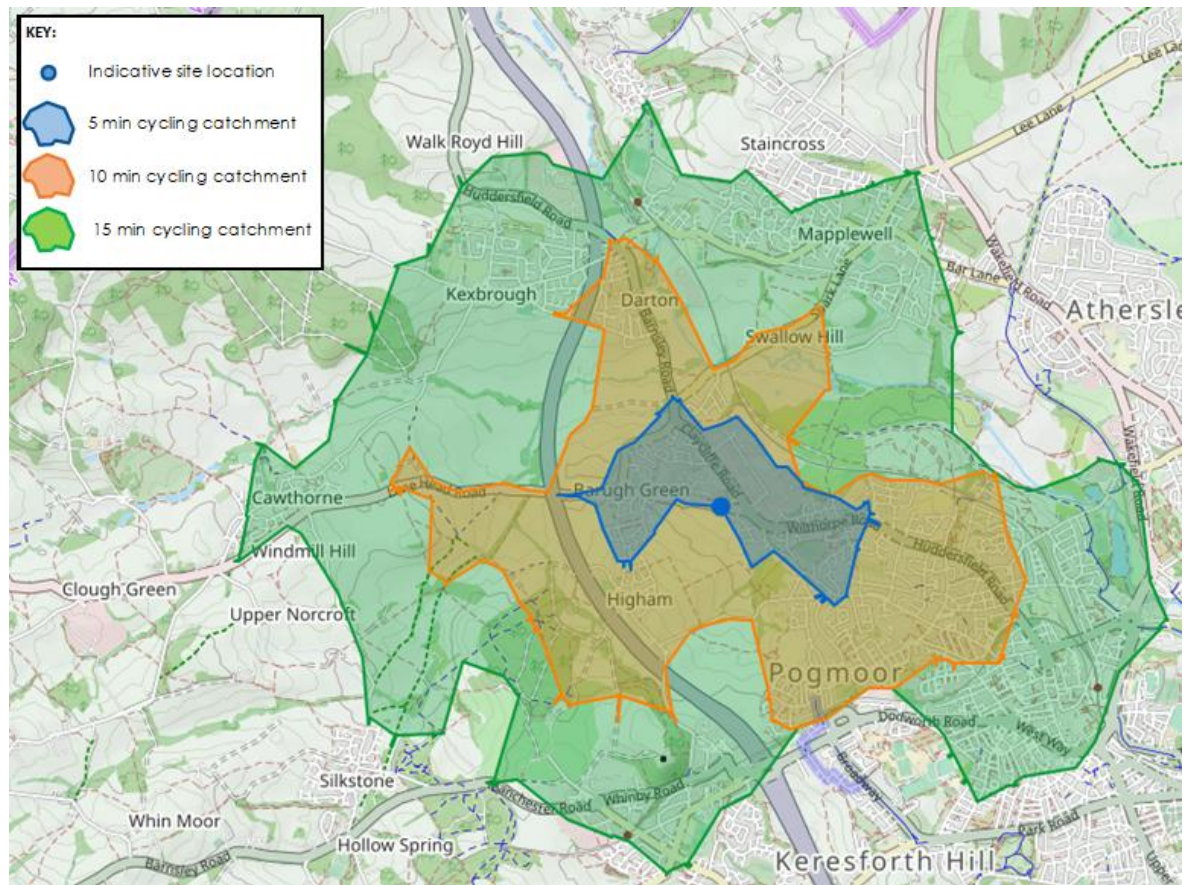 KEY:
Indicative site location
5 min cycling catchment
10 min cycling catchment
15 min cycling catchment
Walk Royd Hill
Staincross
Lee Lane
Huddersfield Road
Mapplewell
Wakefield Road
Bar Lane
Kexbrough
Darton
Athersle
Barnsley Road
Swallow Hill
Claycliffe Road
Wakefield Road
Cawthorne
Barugh Green
Wilthorpe Ro
Huddersfield Road
Windmill Hill
Clough Green
Upper Norcroft
Higham
Pogmoor
Dodworth Road
West Way
Broadway
Silkstone
Whinby Road
Whin Moor
Hollow Spring
Park Road
Barnsley Road
Keresforth Hill
Upper